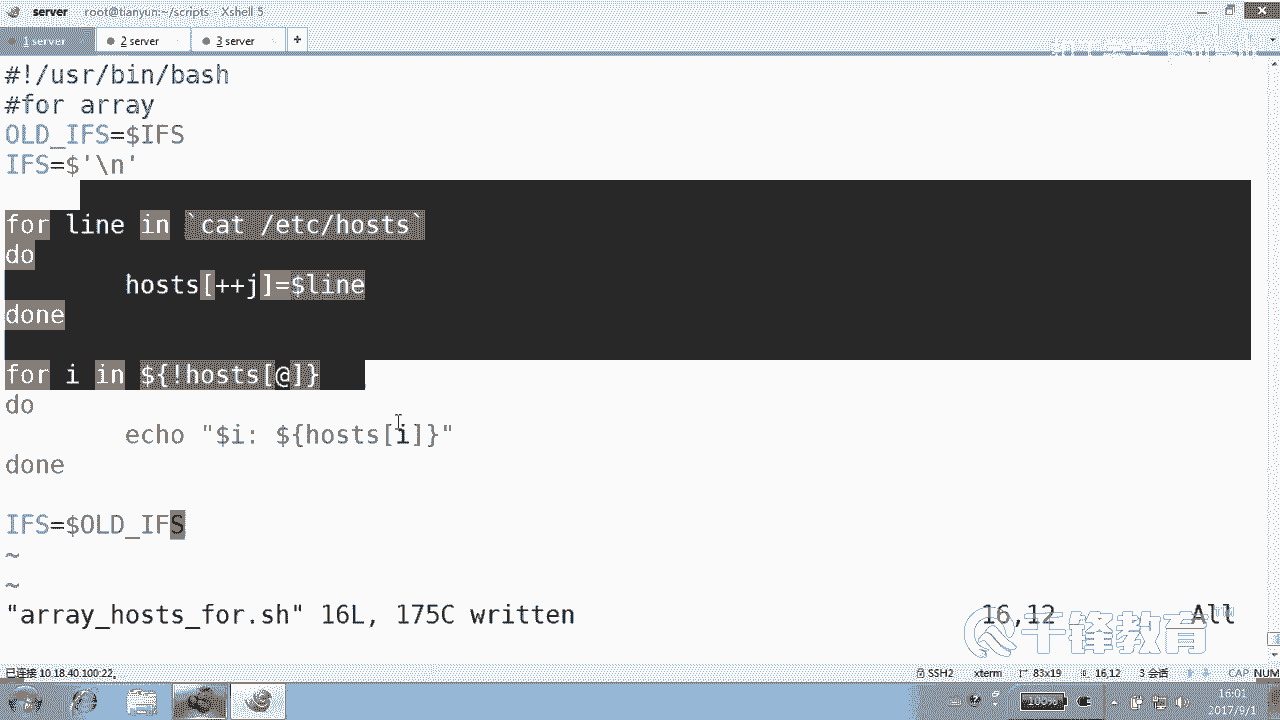 server root@tianyun:~/scripts - Xshell 5
1 server 2 server 3 server +
#!/usr/bin/bash
#for array
OLD_IFS=$IFS
IFS=$'\n'
for line in `cat /etc/hosts`
do
hosts[++j]=$line
done
for i in ${!hosts[@]}
do
echo "$i: ${hosts[i]}"
done
IFS=$OLD_IFS
~
~
"array_hosts_for.sh" 16L, 175C written 16,12 All
千锋教育
已连接 10.18.40.100:22。 SSH2 xterm 83x19 16,12 3 会话 CAP NUM
100% 16:01
2017/9/1